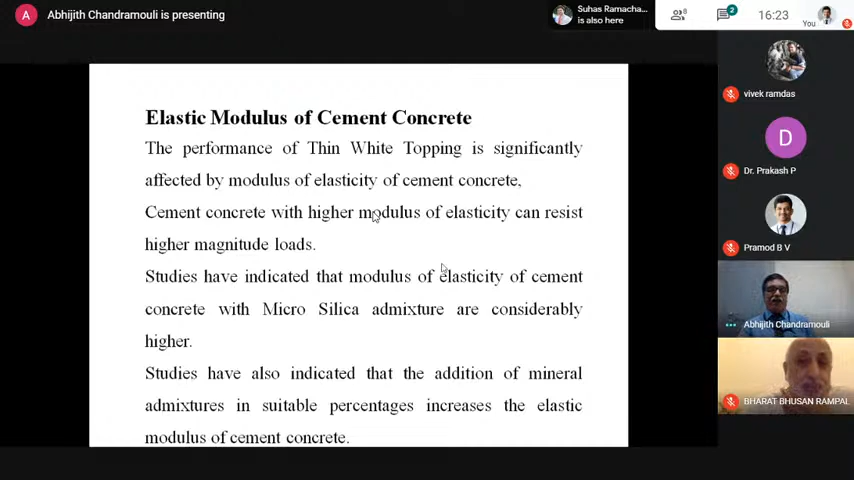 A
Abhijith Chandramouli is presenting
Suhas Ramacha...
is also here
8
2
16:23
You
Elastic Modulus of Cement Concrete
The performance of Thin White Topping is significantly
affected by modulus of elasticity of cement concrete,
Cement concrete with higher modulus of elasticity can resist
higher magnitude loads.
Studies have indicated that modulus of elasticity of cement
concrete with Micro Silica admixture are considerably
higher.
Studies have also indicated that the addition of mineral
admixtures in suitable percentages increases the elastic
modulus of cement concrete.
vivek ramdas
D
Dr. Prakash P
Pramod B V
Abhijith Chandramouli
BHARAT BHUSAN RAMPAL